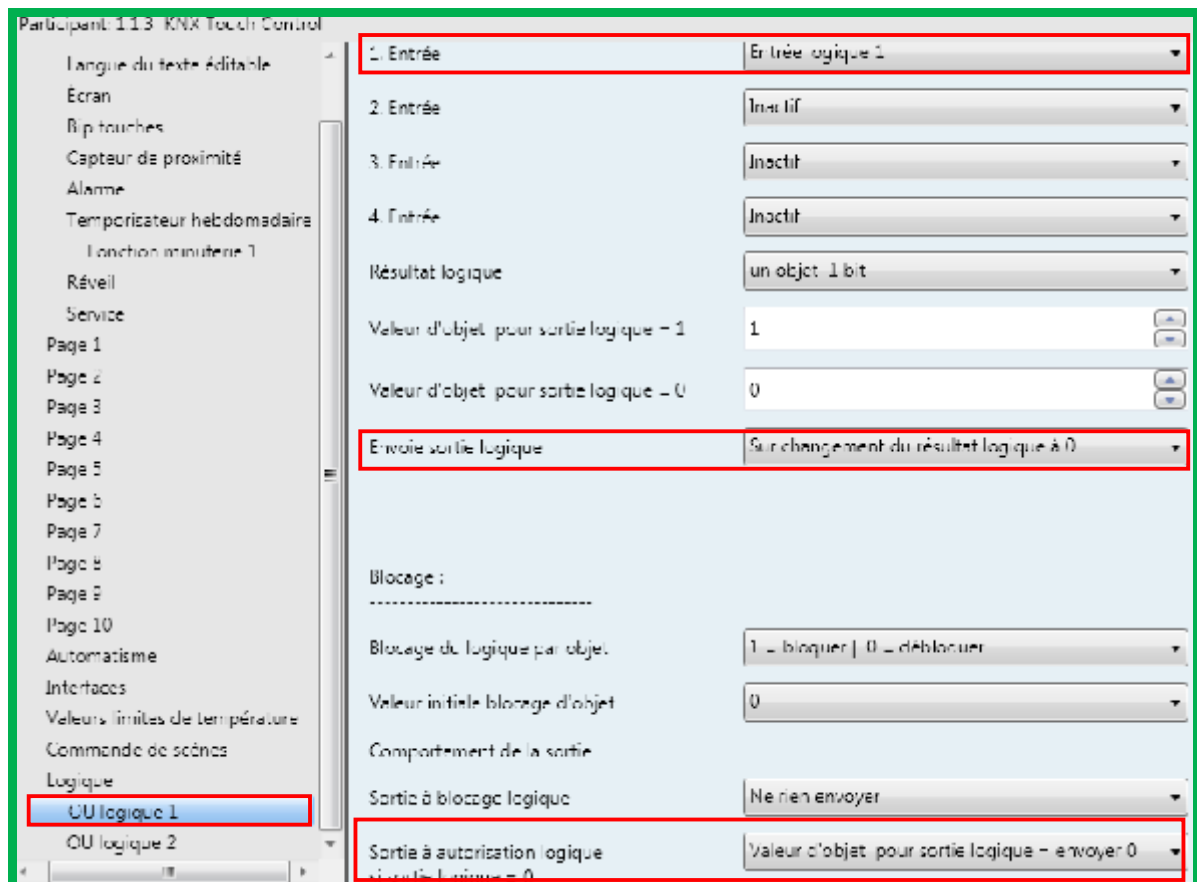 Participant: 1.1.3 KNX Touch Control
Langue du texte éditable
Écran
Bip touches
Capteur de proximité
Alarme
Temporisateur hebdomadaire
Fonction minuterie 1
Réveil
Service
Page 1
Page 2
Page 3
Page 4
Page 5
Page 6
Page 7
Page 8
Page 9
Page 10
Automatisme
Interfaces
Valeurs limites de température
Commande de scènes
Logique
OU logique 1
OU logique 2
1. Entrée
Entrée logique 1
2. Entrée
Inactif
3. Entrée
Inactif
4. Entrée
Inactif
Résultat logique
un objet 1 bit
Valeur d'objet pour sortie logique = 1
1
Valeur d'objet pour sortie logique = 0
0
Envoie sortie logique
Sur changement du résultat logique à 0
Blocage :
------------------------------
Blocage du logique par objet
1 = bloquer | 0 = débloquer
Valeur initiale blocage d'objet
0
Comportement de la sortie
Sortie à blocage logique
Ne rien envoyer
Sortie à autorisation logique
Valeur d'objet pour sortie logique = envoyer 0
si sortie logique = 0